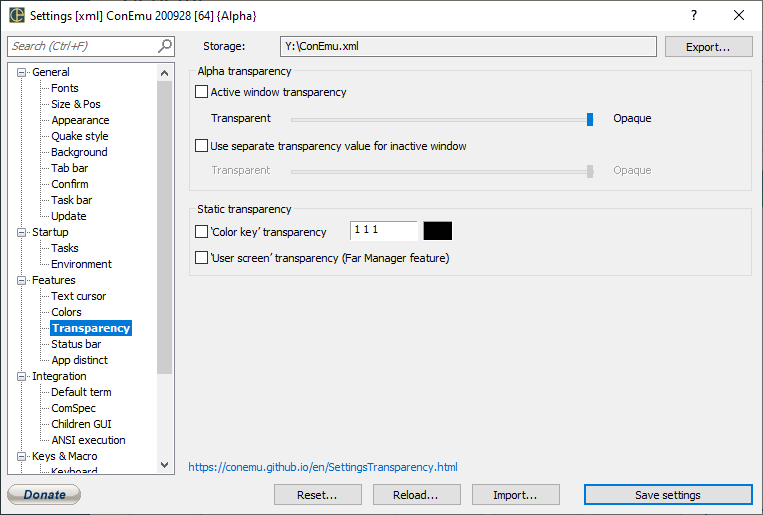 Settings [xml] ConEmu 200928 [64] {Alpha}
?
Search (Ctrl+F)
Storage:
Y:\ConEmu.xml
Export...
General
Fonts
Size & Pos
Appearance
Quake style
Background
Tab bar
Confirm
Task bar
Update
Startup
Tasks
Environment
Features
Text cursor
Colors
Transparency
Status bar
App distinct
Integration
Default term
ComSpec
Children GUI
ANSI execution
Keys & Macro
Keyboard
Alpha transparency
Active window transparency
Transparent
Opaque
Use separate transparency value for inactive window
Transparent
Opaque
Static transparency
'Color key' transparency
1 1 1
'User screen' transparency (Far Manager feature)
https://conemu.github.io/en/SettingsTransparency.html
Donate
Reset...
Reload...
Import...
Save settings